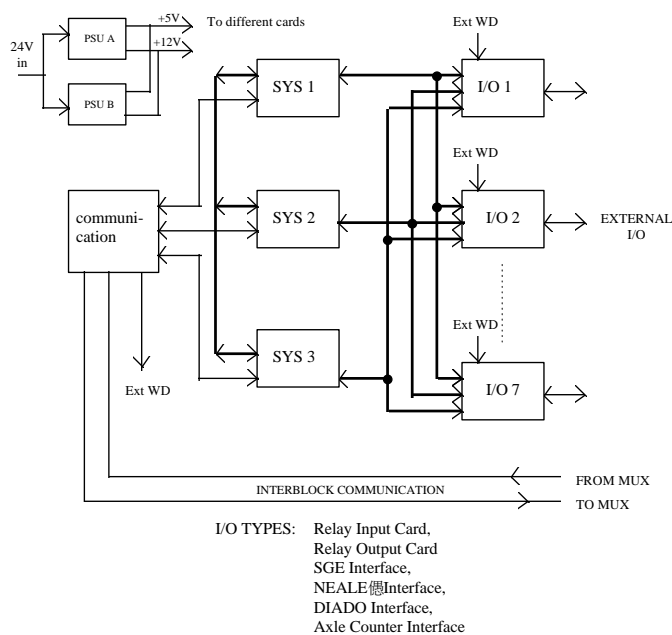 +5V
To different cards
PSU A
+12V
24V
in
PSU B
Ext WD
SYS 1
I/O 1
Ext WD
communi-
cation
SYS 2
I/O 2
EXTERNAL
I/O
Ext WD
SYS 3
I/O 7
Ext WD
FROM MUX
INTERBLOCK COMMUNICATION
TO MUX
I/O TYPES: Relay Input Card,
Relay Output Card
SGE Interface,
NEALE Interface,
DIADO Interface,
Axle Counter Interface